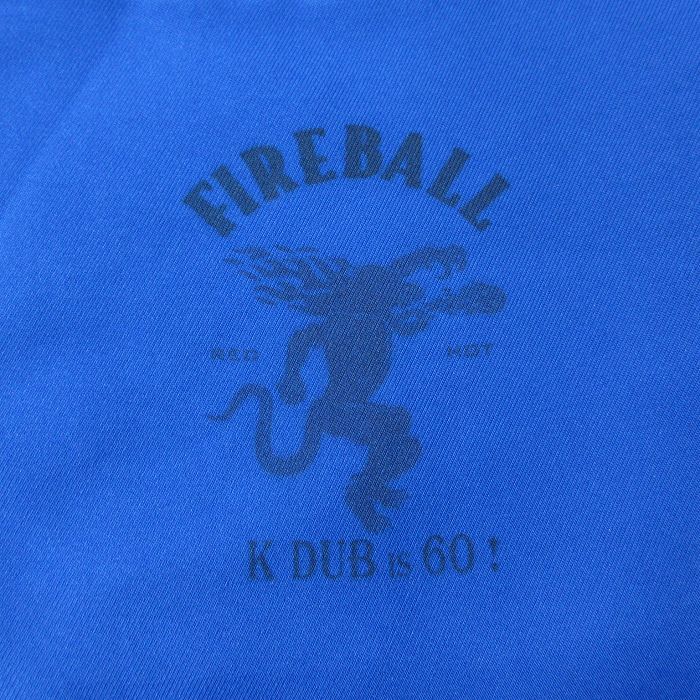 FIREBALL
RED HOT
K DUB is 60!